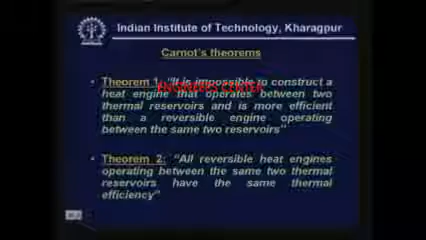 Indian Institute of Technology, Kharagpur
Carnot's theorems
• Theorem 1: "It is impossible to construct a
ENGINEERS CENTER
heat engine that operates between two
thermal reservoirs and is more efficient
than a reversible engine operating
between the same two reservoirs"
• Theorem 2: "All reversible heat engines
operating between the same two thermal
reservoirs have the same thermal
efficiency"